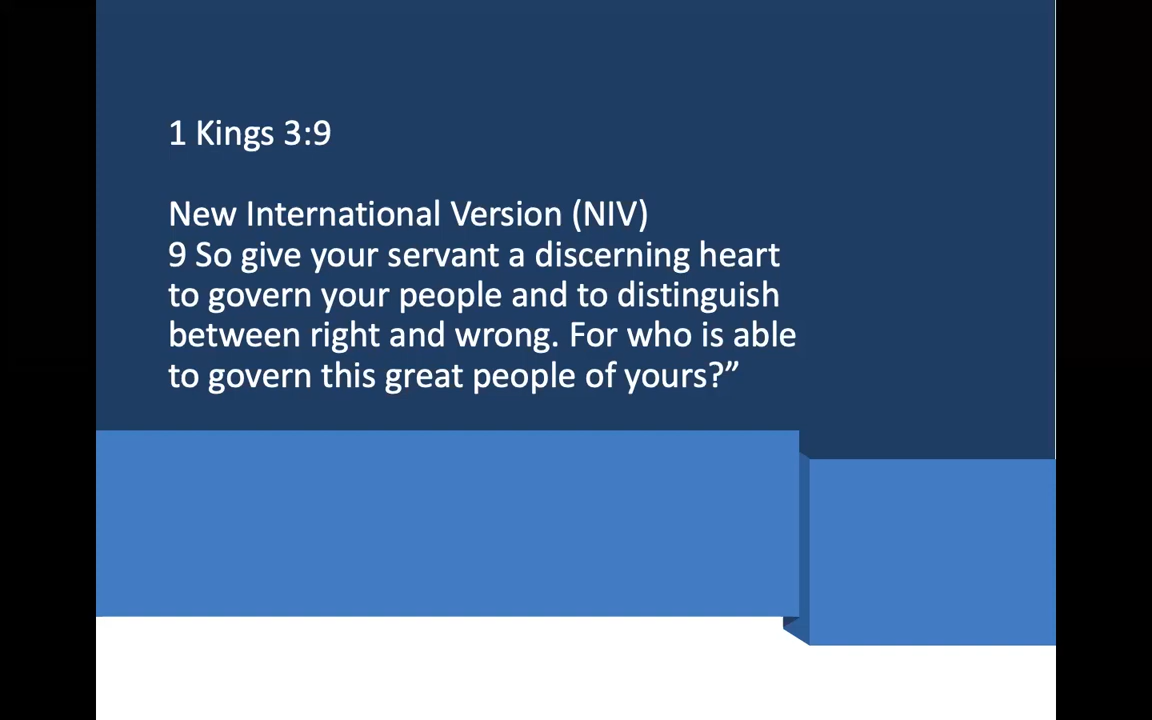 1 Kings 3:9
New International Version (NIV)
9 So give your servant a discerning heart
to govern your people and to distinguish
between right and wrong. For who is able
to govern this great people of yours?”